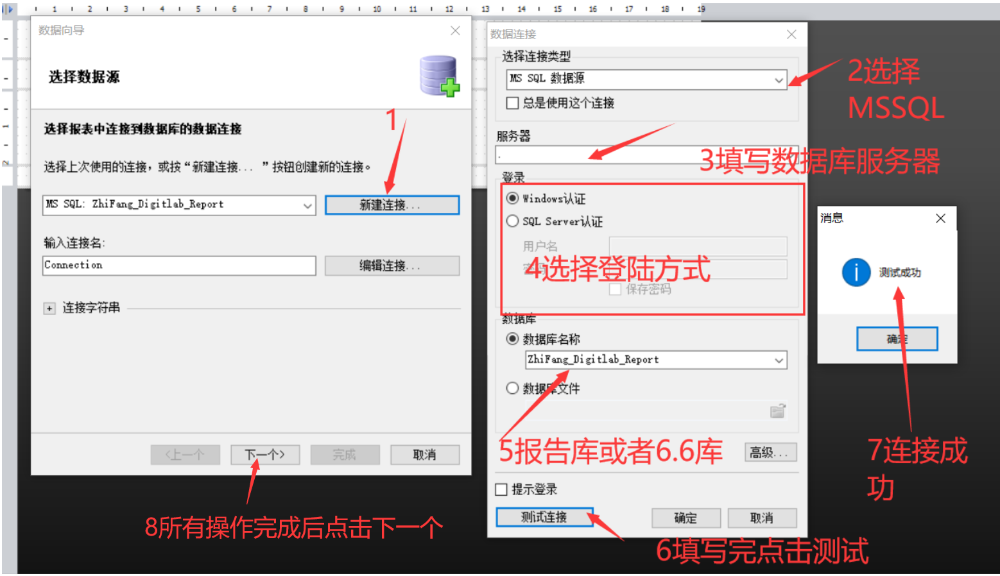 1 2 3 4 5 6 7 8 9 10 11 12 13 14 15 16 17 18 19
数据向导
选择数据源
选择报表中连接到数据库的数据连接
1
选择上次使用的连接，或按“新建连接... ”按钮创建新的连接。
MS SQL: ZhiFang_Digitlab_Report
新建连接...
输入连接名:
Connection
编辑连接...
+ 连接字符串
<上一个
下一个>
完成
取消
8所有操作完成后点击下一个
数据连接
选择连接类型
MS SQL 数据源
总是使用这个连接
2选择
MSSQL
服务器
.
3填写数据库服务器
登录
Windows认证
SQL Server认证
用户名
密码
4选择登陆方式
保存密码
数据库
数据库名称
ZhiFang_Digitlab_Report
数据库文件
5报告库或者6.6库
高级...
提示登录
测试连接
确定
取消
6填写完点击测试
消息
测试成功
确定
7连接成
功
1
2